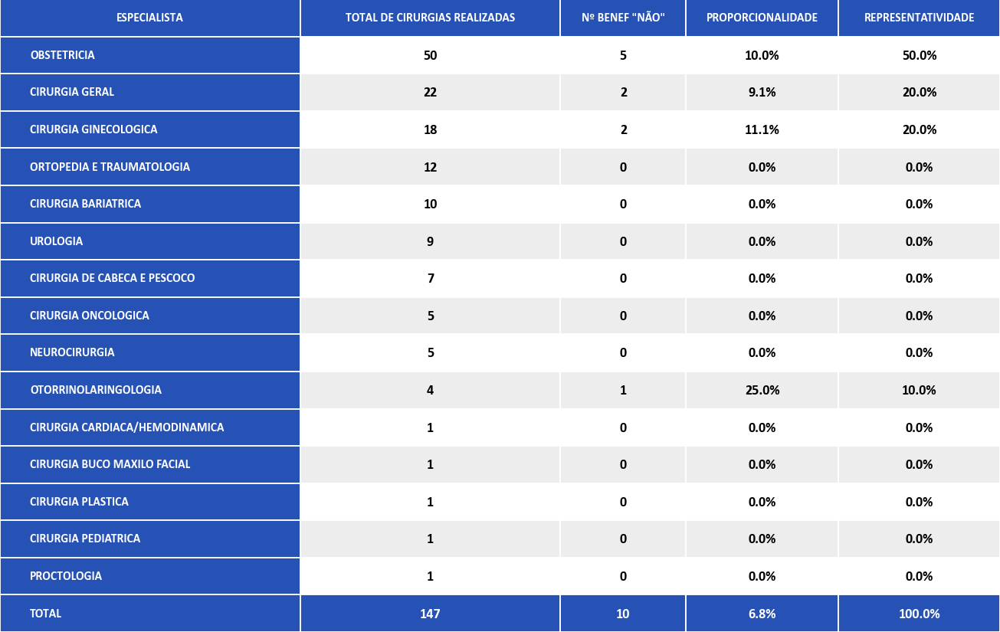 ESPECIALISTA TOTAL DE CIRURGIAS REALIZADAS Nº BENEF "NÃO" PROPORCIONALIDADE REPRESENTATIVIDADE
OBSTETRICIA 50 5 10.0% 50.0%
CIRURGIA GERAL 22 2 9.1% 20.0%
CIRURGIA GINECOLOGICA 18 2 11.1% 20.0%
ORTOPEDIA E TRAUMATOLOGIA 12 0 0.0% 0.0%
CIRURGIA BARIATRICA 10 0 0.0% 0.0%
UROLOGIA 9 0 0.0% 0.0%
CIRURGIA DE CABECA E PESCOCO 7 0 0.0% 0.0%
CIRURGIA ONCOLOGICA 5 0 0.0% 0.0%
NEUROCIRURGIA 5 0 0.0% 0.0%
OTORRINOLARINGOLOGIA 4 1 25.0% 10.0%
CIRURGIA CARDIACA/HEMODINAMICA 1 0 0.0% 0.0%
CIRURGIA BUCO MAXILO FACIAL 1 0 0.0% 0.0%
CIRURGIA PLASTICA 1 0 0.0% 0.0%
CIRURGIA PEDIATRICA 1 0 0.0% 0.0%
PROCTOLOGIA 1 0 0.0% 0.0%
TOTAL 147 10 6.8% 100.0%